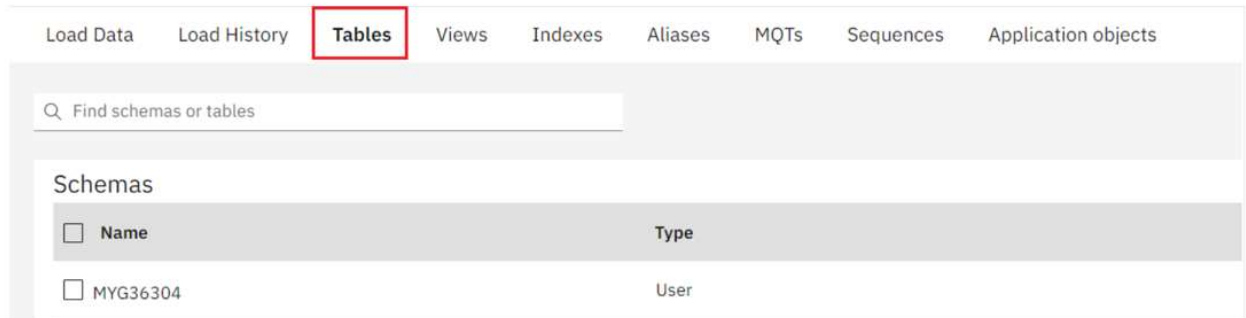 Load Data Load History Tables Views Indexes Aliases MQTs Sequences Application objects
Find schemas or tables
Schemas
Name Type
MYG36304 User